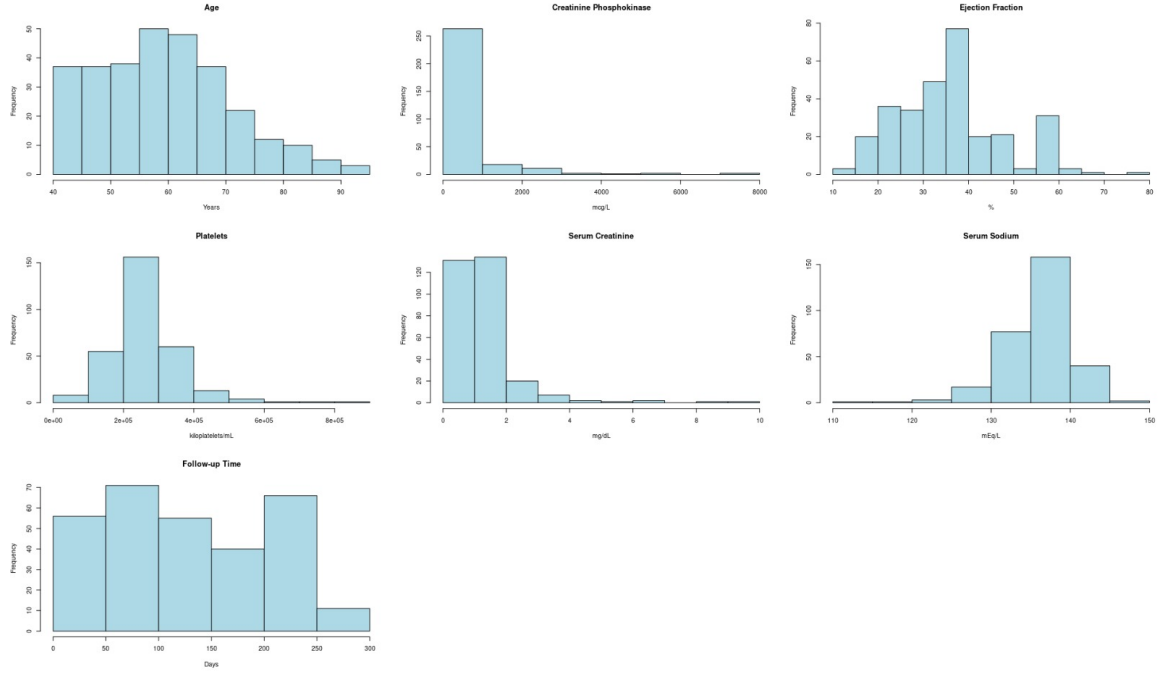 Age
Frequency
0 10 20 30 40 50
40 50 60 70 80 90
Years
Creatinine Phosphokinase
Frequency
0 50 100 150 200 250
0 2000 4000 6000 8000
mcg/L
Ejection Fraction
Frequency
0 20 40 60 80
10 20 30 40 50 60 70 80
%
Platelets
Frequency
0 50 100 150
0e+00 2e+05 4e+05 6e+05 8e+05
kiloplatelets/mL
Serum Creatinine
Frequency
0 20 40 60 80 100 120
0 2 4 6 8 10
mg/dL
Serum Sodium
Frequency
0 50 100 150
110 120 130 140 150
mEq/L
Follow-up Time
Frequency
0 10 20 30 40 50 60 70
0 50 100 150 200 250 300
Days